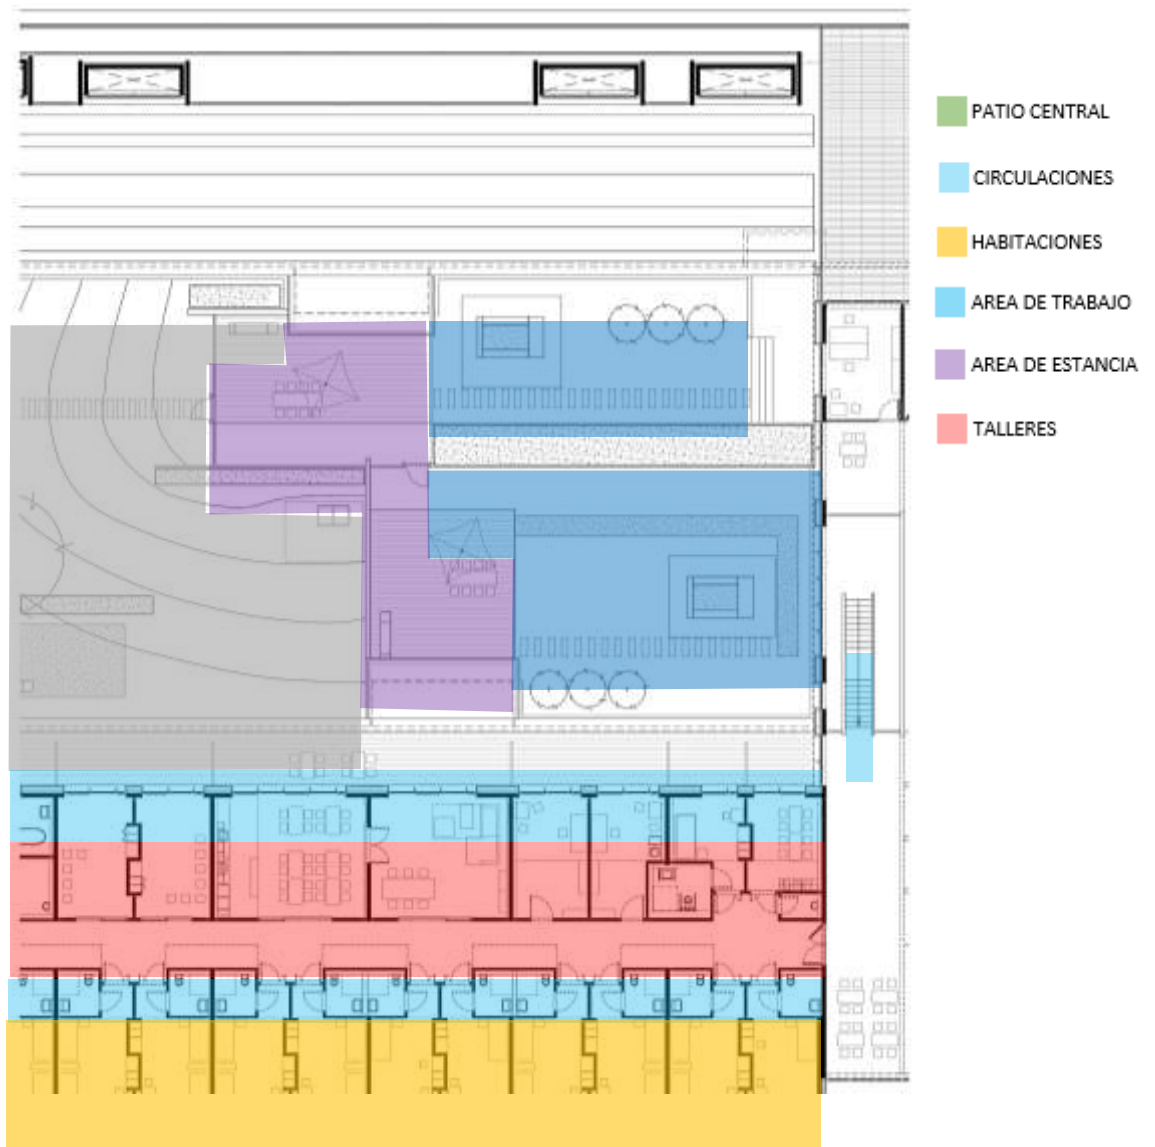 PATIO CENTRAL
CIRCULACIONES
HABITACIONES
AREA DE TRABAJO
AREA DE ESTANCIA
TALLERES